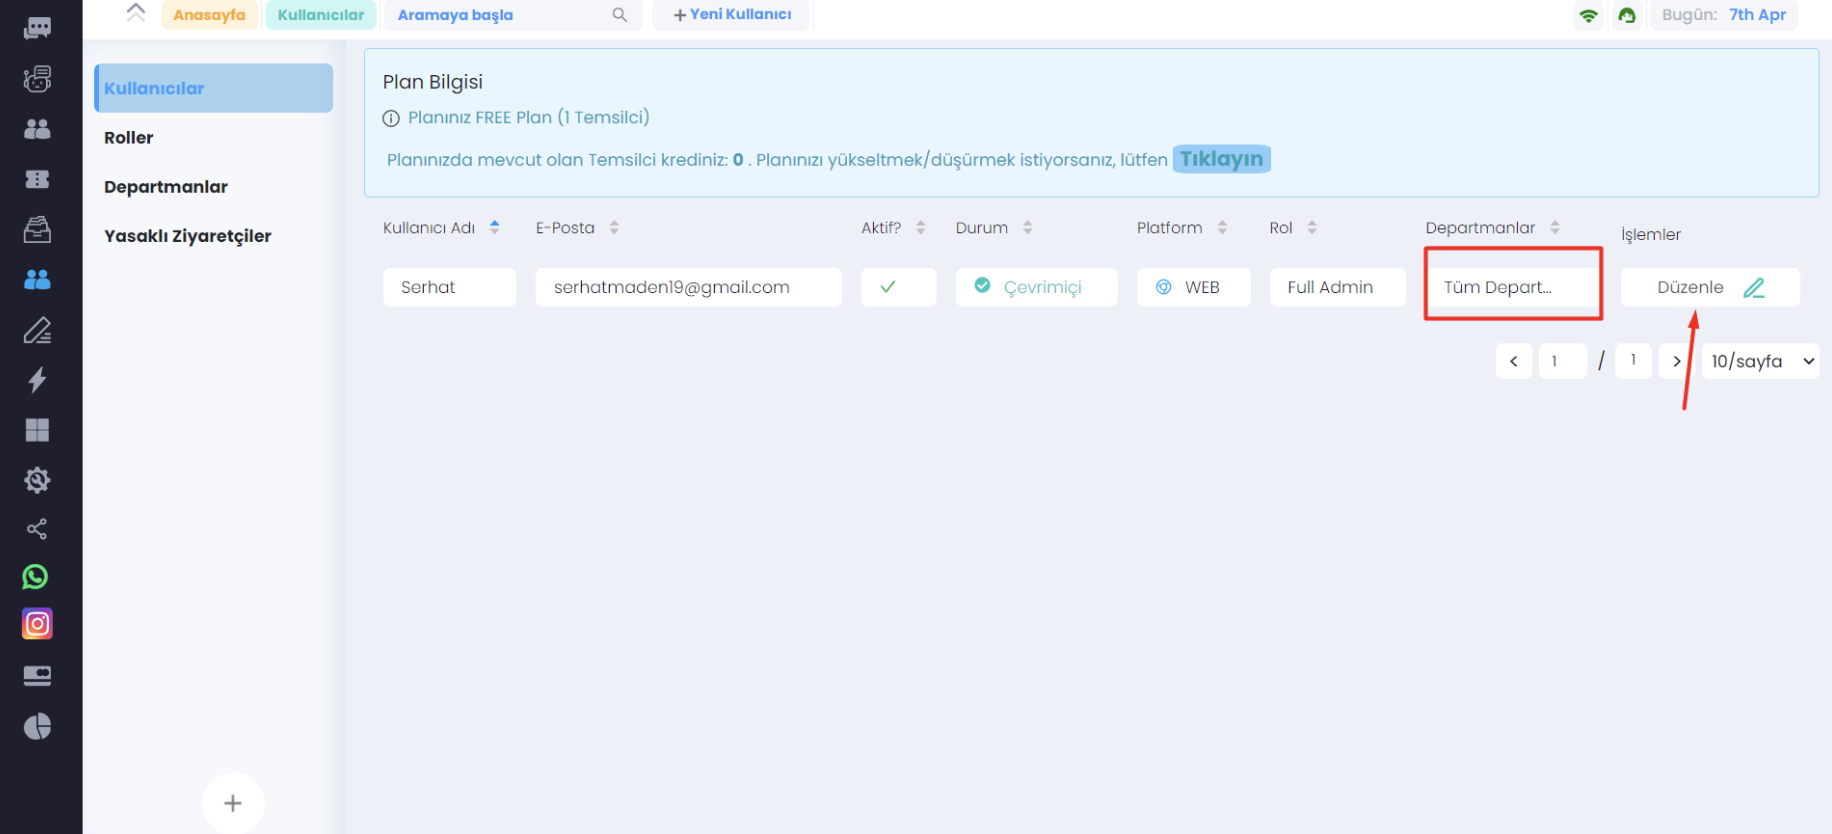 Anasayfa
Kullanıcılar
Aramaya başla
+ Yeni Kullanıcı
Bugün: 7th Apr
Kullanıcılar
Roller
Departmanlar
Yasaklı Ziyaretçiler
Plan Bilgisi
Planınız FREE Plan (1 Temsilci)
Planınızda mevcut olan Temsilci krediniz: 0 . Planınızı yükseltmek/düşürmek istiyorsanız, lütfen Tıklayın
Kullanıcı Adı E-Posta Aktif? Durum Platform Rol Departmanlar İşlemler
Serhat serhatmaden19@gmail.com Çevrimiçi WEB Full Admin Tüm Depart... Düzenle
< 1 / 1 > 10/sayfa
+